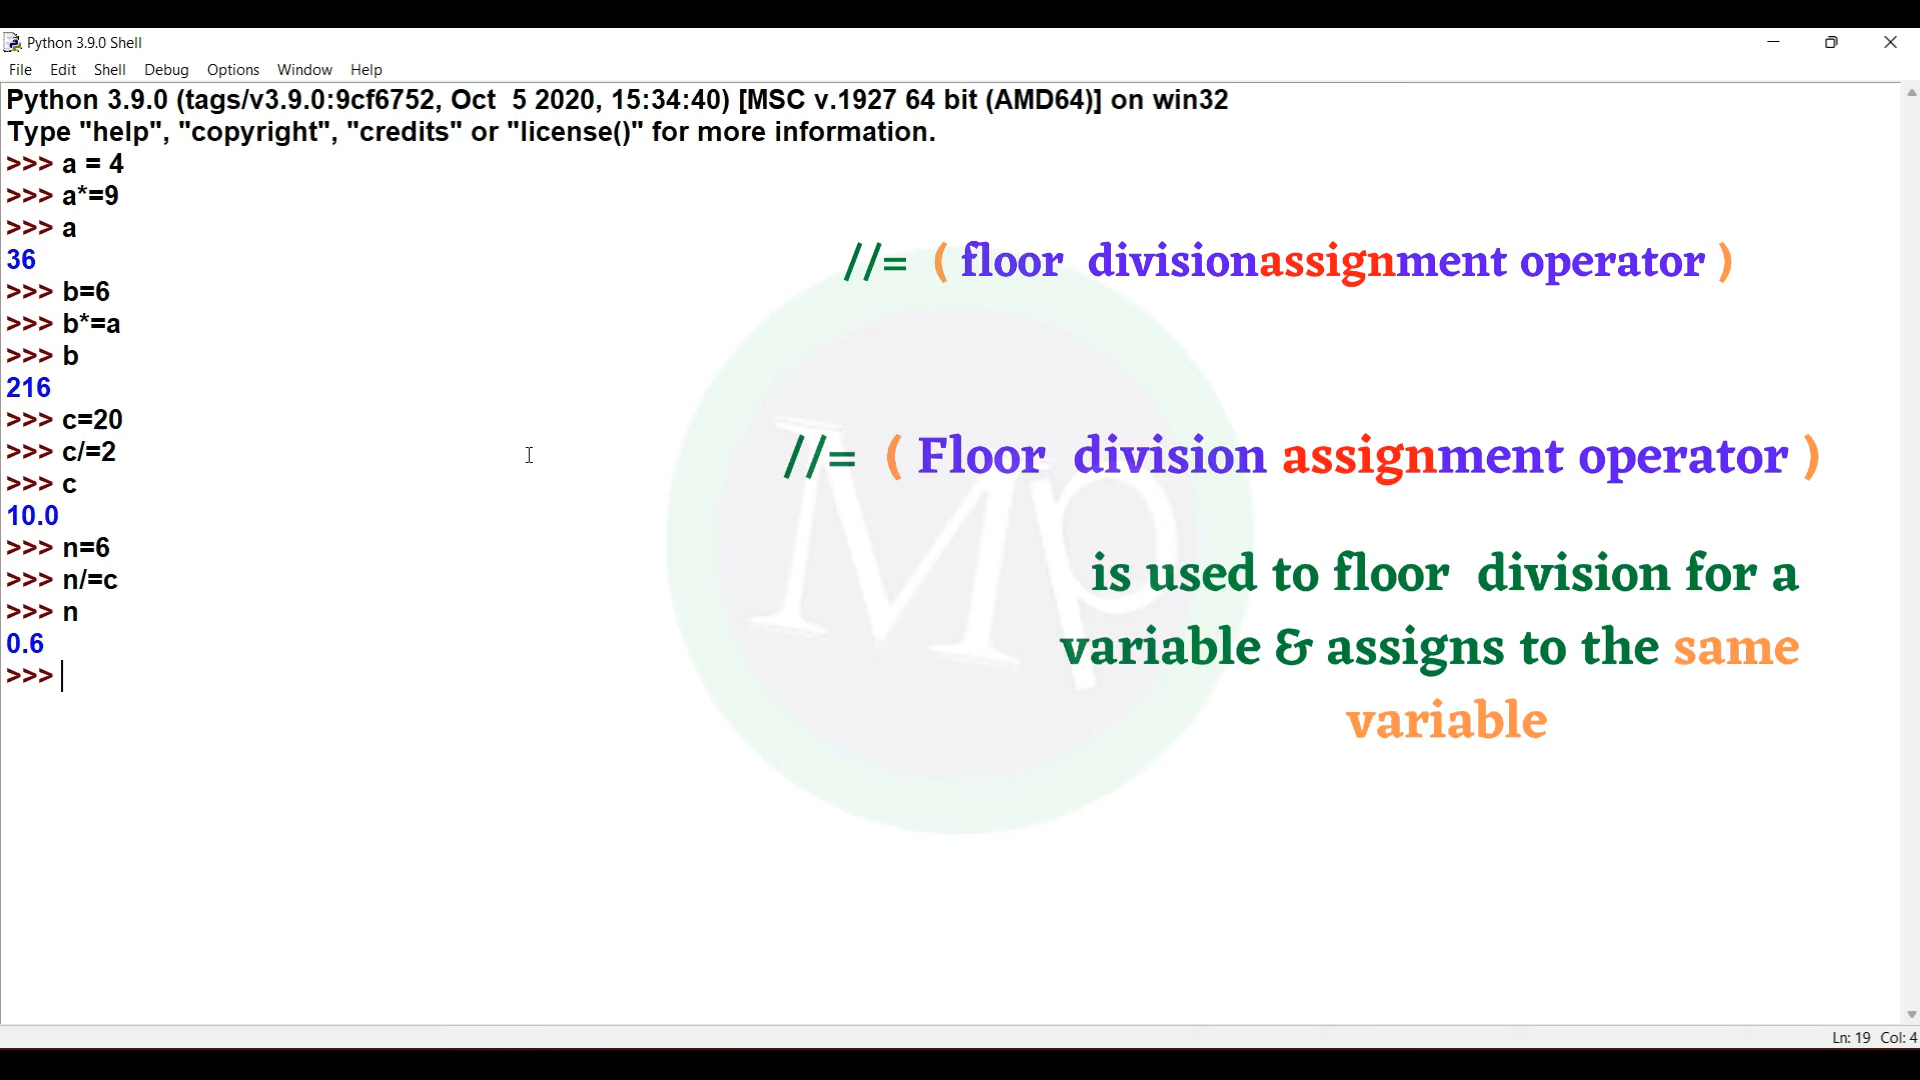 Python 3.9.0 Shell
File Edit Shell Debug Options Window Help
Python 3.9.0 (tags/v3.9.0:9cf6752, Oct  5 2020, 15:34:40) [MSC v.1927 64 bit (AMD64)] on win32
Type "help", "copyright", "credits" or "license()" for more information.
>>> a = 4
>>> a*=9
>>> a
36
>>> b=6
>>> b*=a
>>> b
216
>>> c=20
>>> c/=2
>>> c
10.0
>>> n=6
>>> n/=c
>>> n
0.6
>>>
//= ( floor divisionassignment operator )
//= ( Floor division assignment operator )
is used to floor division for a
variable & assigns to the same
variable
Mp
Ln: 19 Col: 4